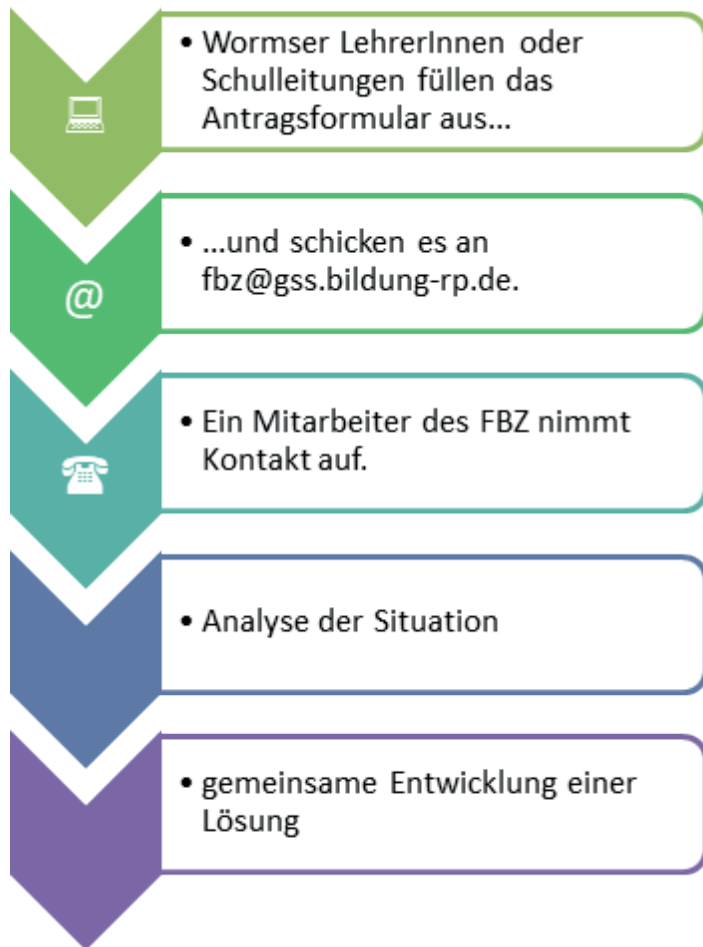 • Wormser LehrerInnen oder
Schulleitungen füllen das
Antragsformular aus...
@
• ...und schicken es an
fbz@gss.bildung-rp.de.
• Ein Mitarbeiter des FBZ nimmt
Kontakt auf.
• Analyse der Situation
• gemeinsame Entwicklung einer
Lösung